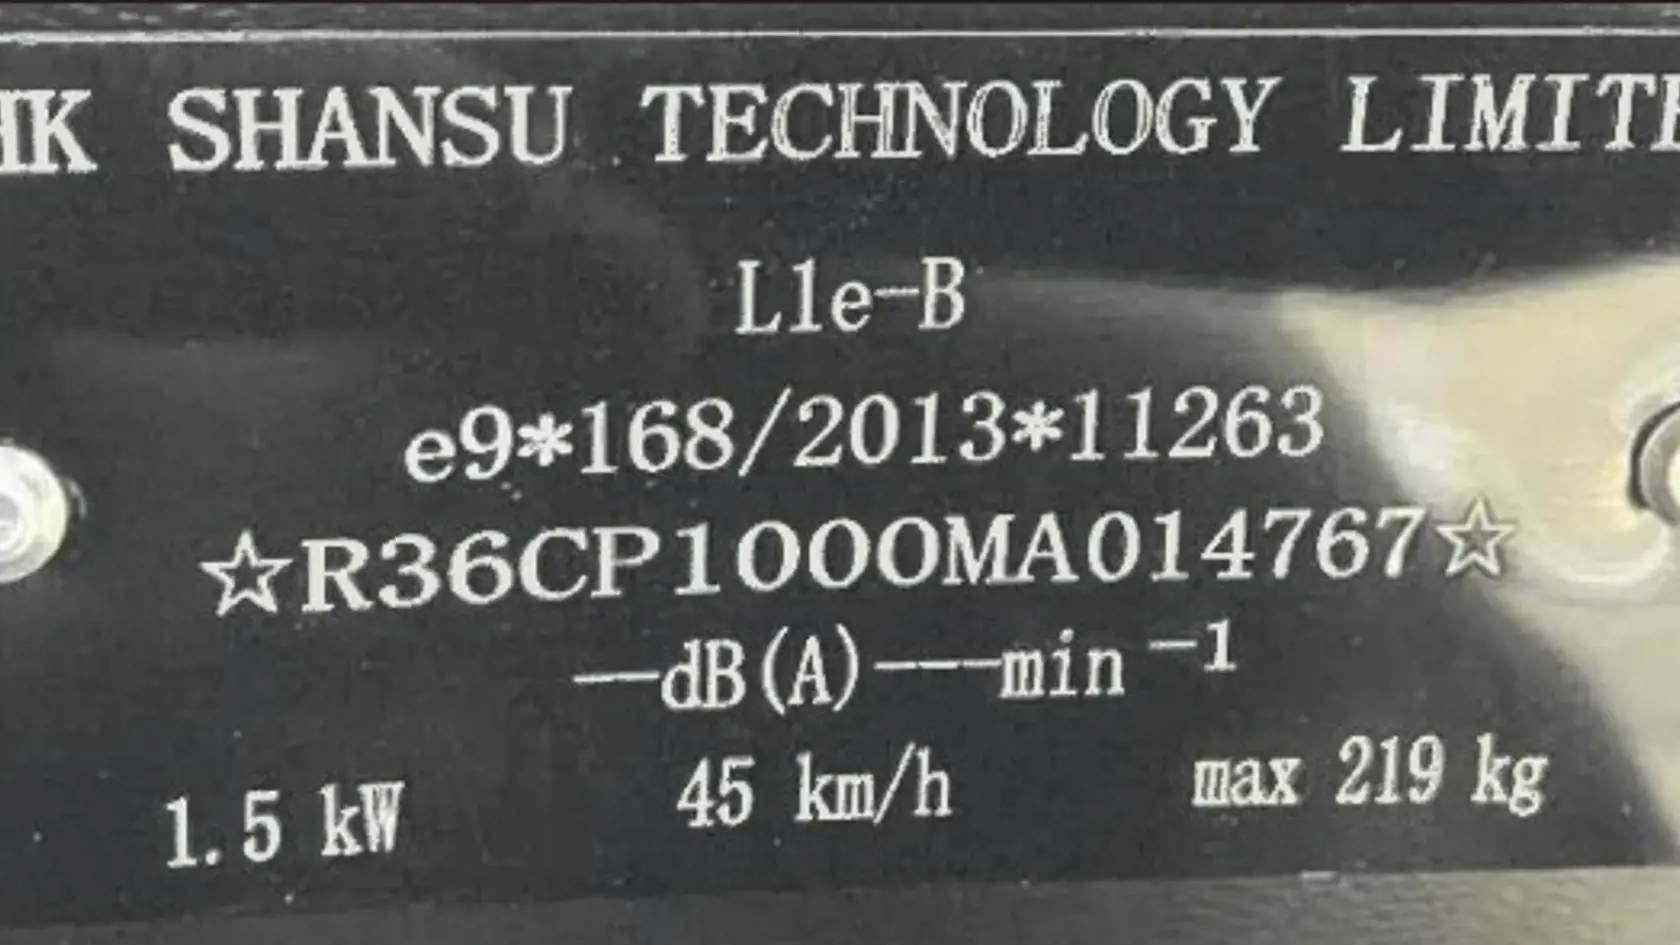 HK SHANSU TECHNOLOGY LIMITE
L1e-B
e9*168/2013*11263
☆R36CP1000MA014767☆
—dB(A)———min⁻¹
1.5 kW 45 km/h max 219 kg